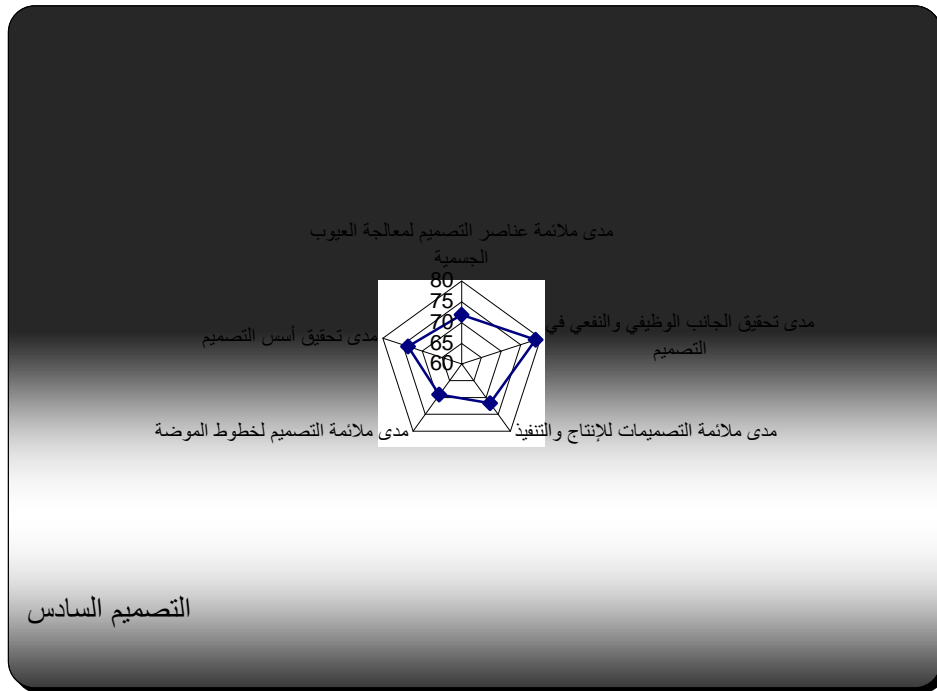 مدى ملائمة عناصر التصميم لمعالجة العيوب
الجسمية
80
75
70
65
60
مدى تحقيق الجانب الوظيفي والنفعي في
التصميم
مدى تحقيق أسس التصميم
مدى ملائمة التصميمات للإنتاج والتنفيذ
مدى ملائمة التصميم لخطوط الموضة
التصميم السادس